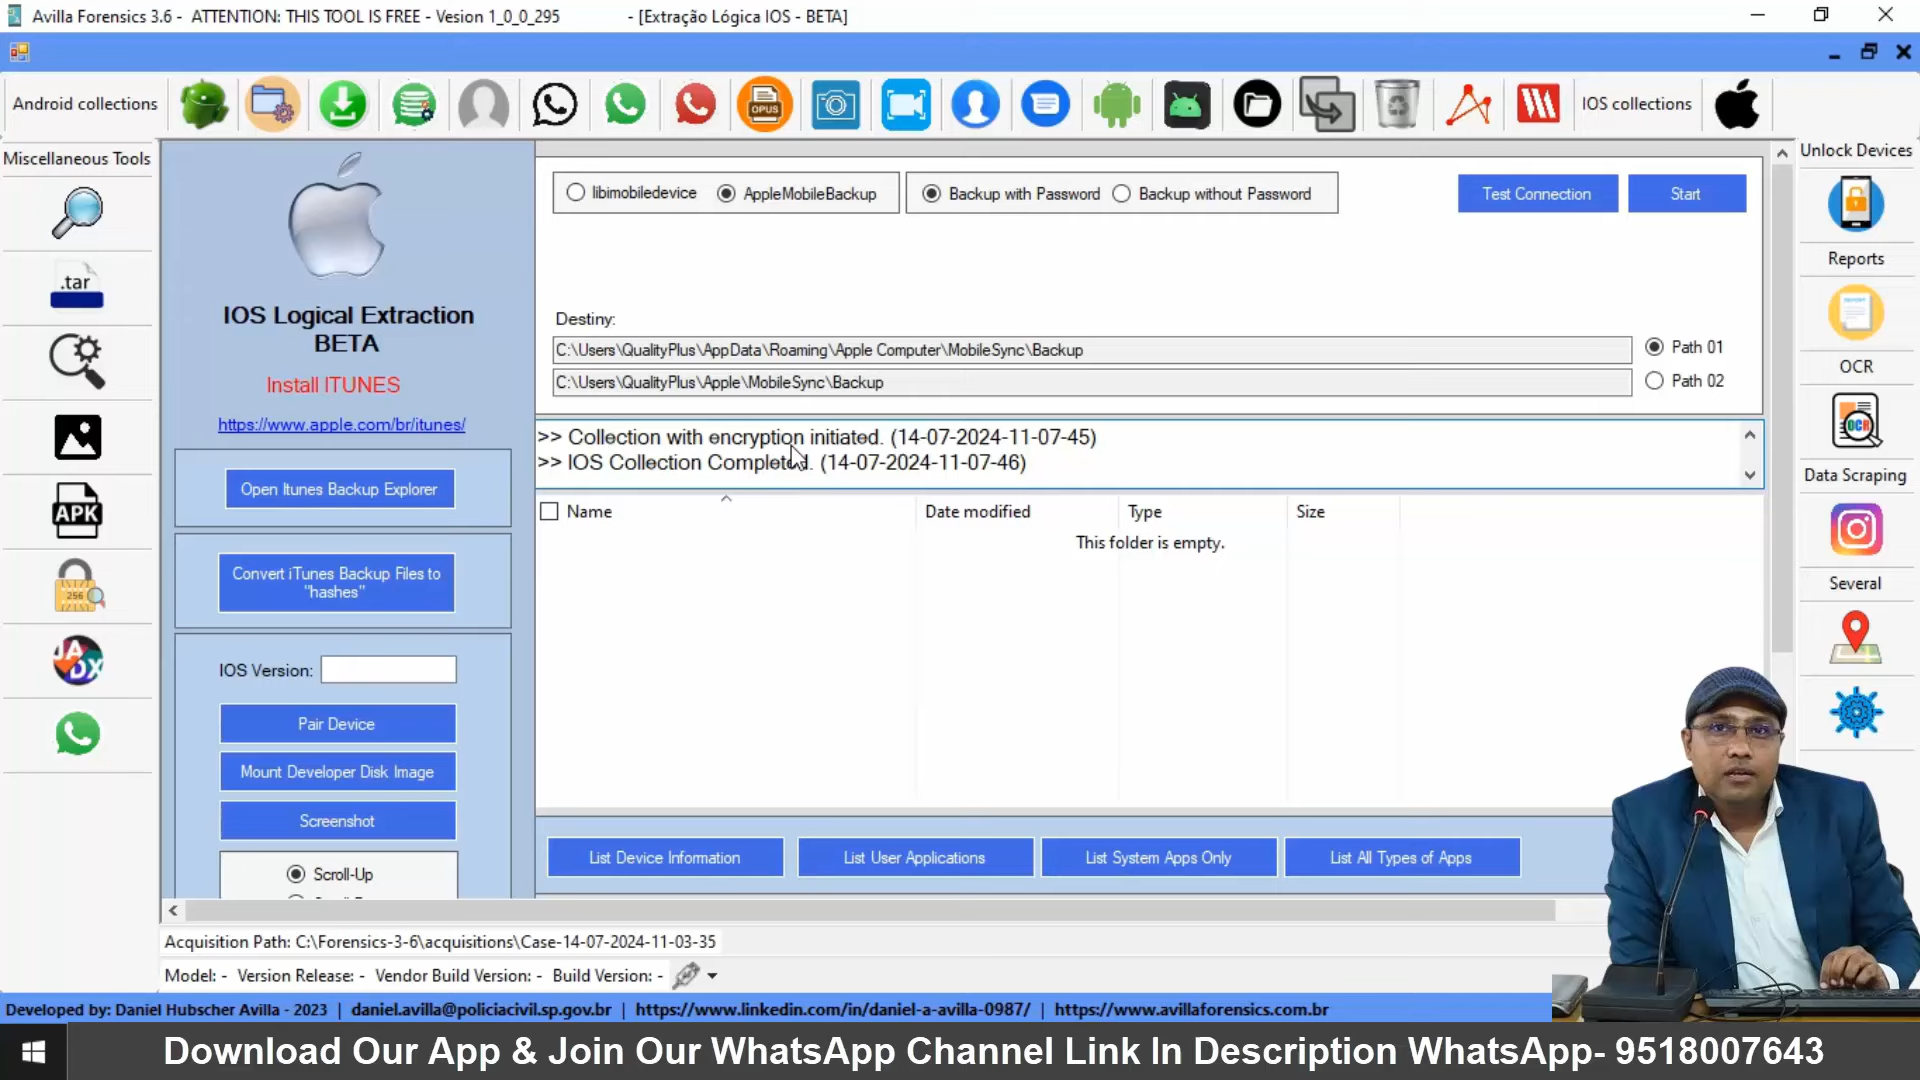 Avilla Forensics 3.6 - ATTENTION: THIS TOOL IS FREE - Vesion 1_0_0_295 - [Extração Lógica IOS - BETA]
Android collections
OPUS
IOS collections
Miscellaneous Tools
.tar
APK
256
JADX
IOS Logical Extraction
BETA
Install ITUNES
https://www.apple.com/br/itunes/
Open Itunes Backup Explorer
Convert iTunes Backup Files to
"hashes"
IOS Version:
Pair Device
Mount Developer Disk Image
Screenshot
Scroll-Up
libimobiledevice AppleMobileBackup Backup with Password Backup without Password Test Connection Start
Destiny:
C:\Users\QualityPlus\AppData\Roaming\Apple Computer\MobileSync\Backup Path 01
C:\Users\QualityPlus\Apple\MobileSync\Backup Path 02
>> Collection with encryption initiated. (14-07-2024-11-07-45)
>> IOS Collection Completed. (14-07-2024-11-07-46)
Name Date modified Type Size
This folder is empty.
List Device Information List User Applications List System Apps Only List All Types of Apps
Unlock Devices
Reports
REPORT
OCR
OCR
Data Scraping
Several
Acquisition Path: C:\Forensics-3-6\acquisitions\Case-14-07-2024-11-03-35
Model: - Version Release: - Vendor Build Version: - Build Version: -
Developed by: Daniel Hubscher Avilla - 2023 | daniel.avilla@policiacivil.sp.gov.br | https://www.linkedin.com/in/daniel-a-avilla-0987/ | https://www.avillaforensics.com.br
Download Our App & Join Our WhatsApp Channel Link In Description WhatsApp- 9518007643